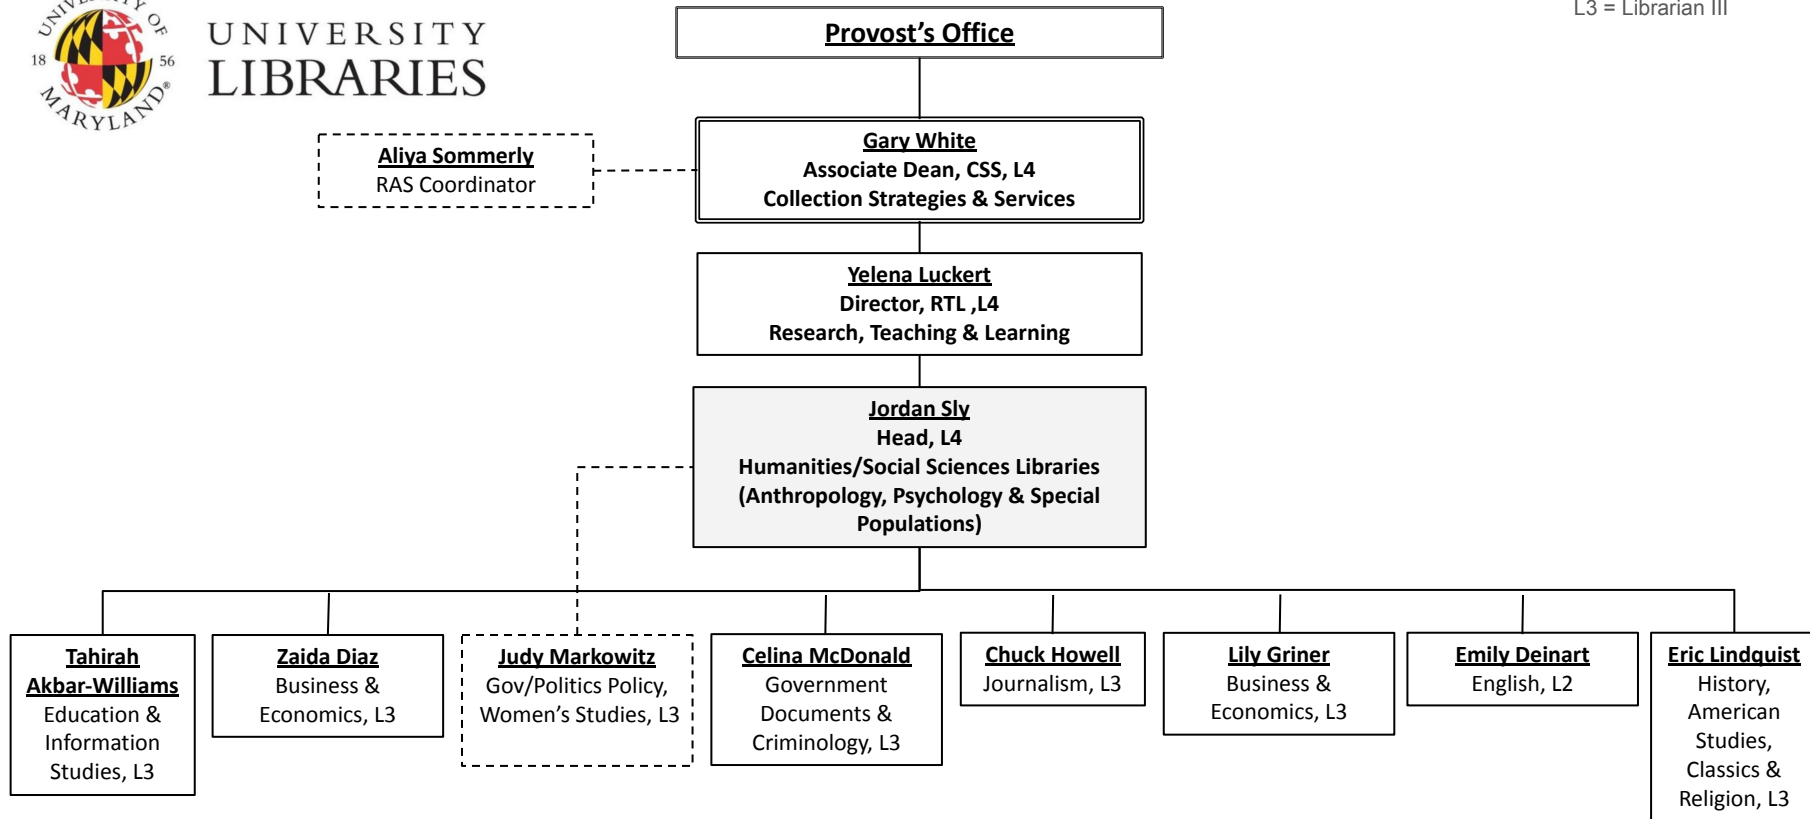 L3 = Librarian III
UNIVERSITY OF
18 56
MARYLAND®
UNIVERSITY
LIBRARIES
Provost's Office
Aliya Sommerly
RAS Coordinator
Gary White
Associate Dean, CSS, L4
Collection Strategies & Services
Yelena Luckert
Director, RTL ,L4
Research, Teaching & Learning
Jordan Sly
Head, L4
Humanities/Social Sciences Libraries
(Anthropology, Psychology & Special
Populations)
Tahirah
Akbar-Williams
Education &
Information
Studies, L3
Zaida Diaz
Business &
Economics, L3
Judy Markowitz
Gov/Politics Policy,
Women's Studies, L3
Celina McDonald
Government
Documents &
Criminology, L3
Chuck Howell
Journalism, L3
Lily Griner
Business &
Economics, L3
Emily Deinart
English, L2
Eric Lindquist
History,
American
Studies,
Classics &
Religion, L3